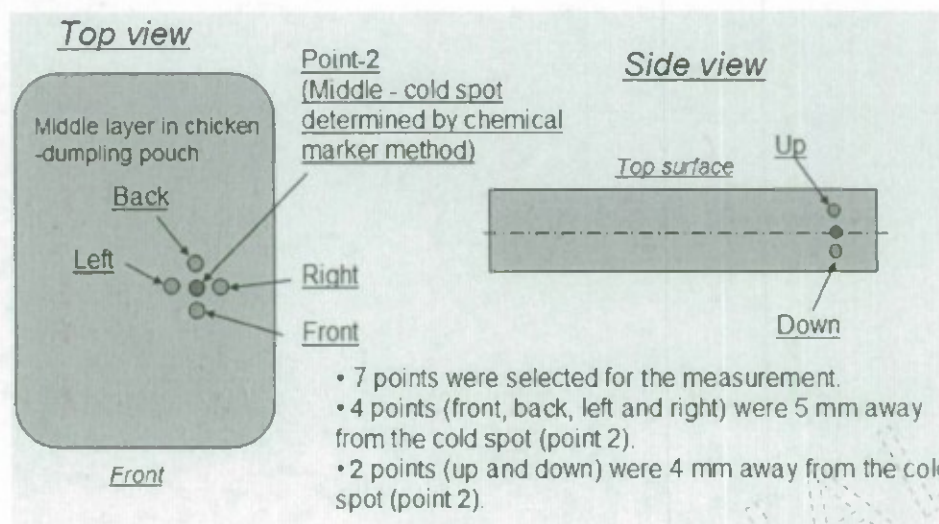 Top view
Middle layer in chicken
-dumpling pouch
Back
Left
Right
Front
Front
Point-2
(Middle - cold spot
determined by chemical
marker method)
Side view
Top surface
Up
Down
• 7 points were selected for the measurement.
• 4 points (front, back, left and right) were 5 mm away
from the cold spot (point 2).
• 2 points (up and down) were 4 mm away from the cold
spot (point 2).